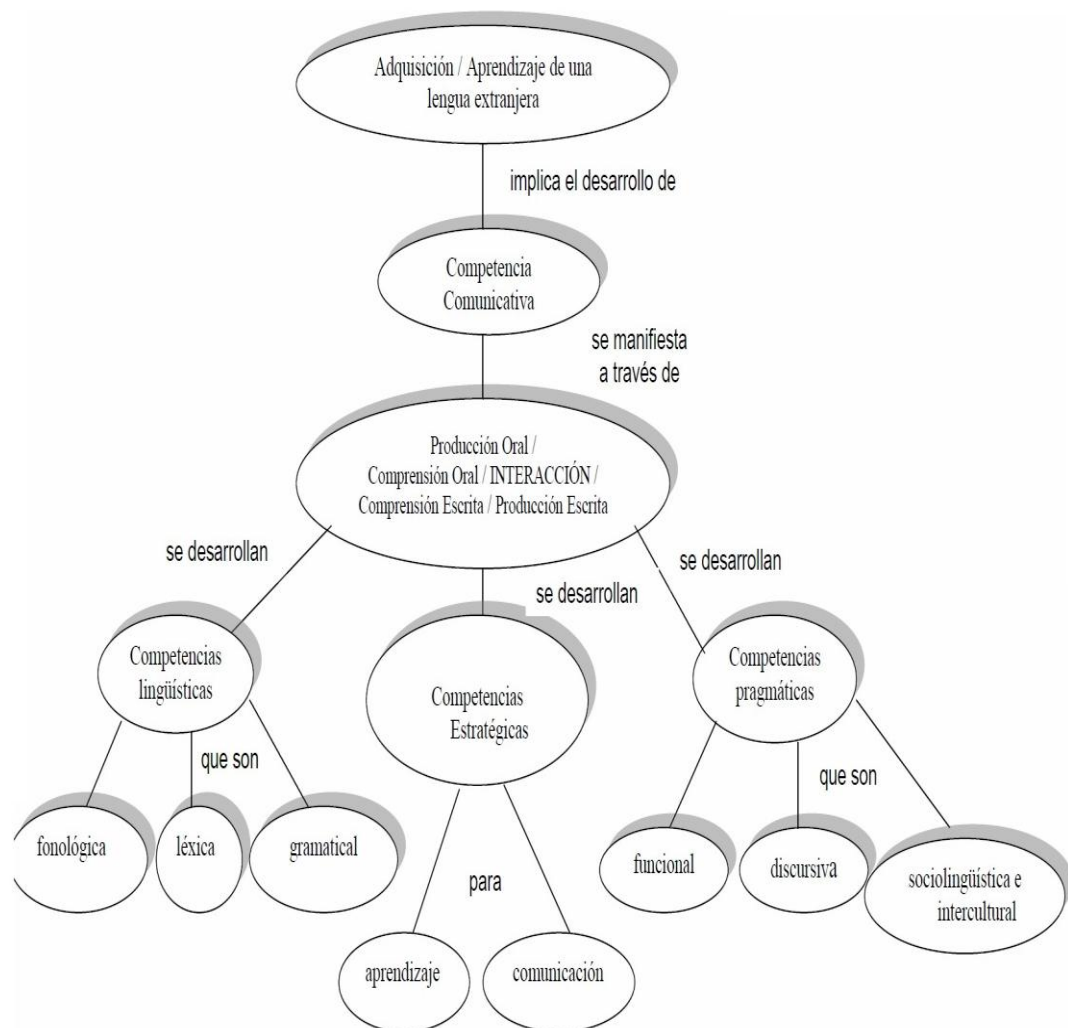 Adquisición / Aprendizaje de una
lengua extranjera
implica el desarrollo de
Competencia
Comunicativa
se manifiesta
a través de
Producción Oral /
Comprensión Oral / INTERACCIÓN /
Comprensión Escrita / Producción Escrita
se desarrollan
se desarrollan
se desarrollan
Competencias
lingüísticas
Competencias
Estratégicas
Competencias
pragmáticas
que son
que son
fonológica
léxica
gramatical
para
funcional
discursiva
sociolingüística e
intercultural
aprendizaje
comunicación